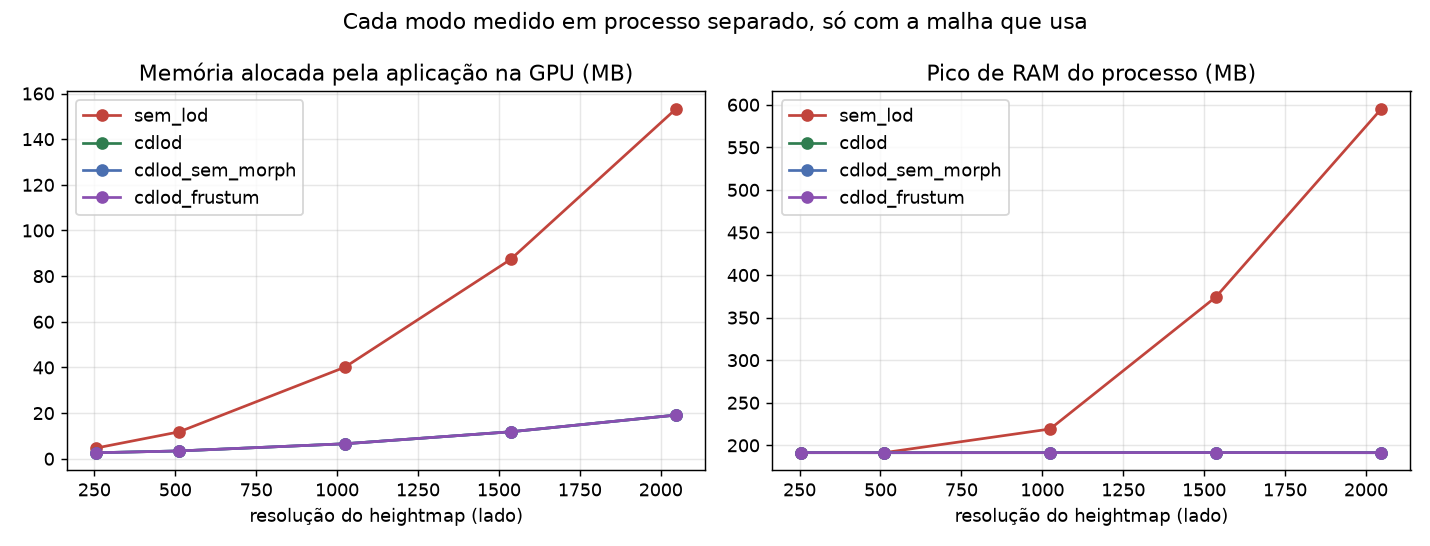 Cada modo medido em processo separado, só com a malha que usa
Memória alocada pela aplicação na GPU (MB)
160
140
120
100
80
60
40
20
0
sem_lod
cdlod
cdlod_sem_morph
cdlod_frustum
250 500 750 1000 1250 1500 1750 2000
resolução do heightmap (lado)
Pico de RAM do processo (MB)
600
550
500
450
400
350
300
250
200
sem_lod
cdlod
cdlod_sem_morph
cdlod_frustum
250 500 750 1000 1250 1500 1750 2000
resolução do heightmap (lado)